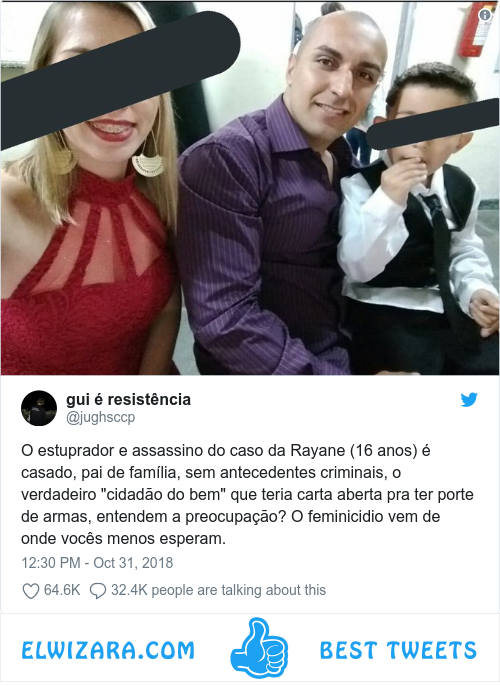 gui é resistência
@jughsccp
O estuprador e assassino do caso da Rayane (16 anos) é
casado, pai de família, sem antecedentes criminais, o
verdadeiro "cidadão do bem" que teria carta aberta pra ter porte
de armas, entendem a preocupação? O feminicidio vem de
onde vocês menos esperam.
12:30 PM - Oct 31, 2018
64.6K 32.4K people are talking about this
ELWIZARA.COM BEST TWEETS